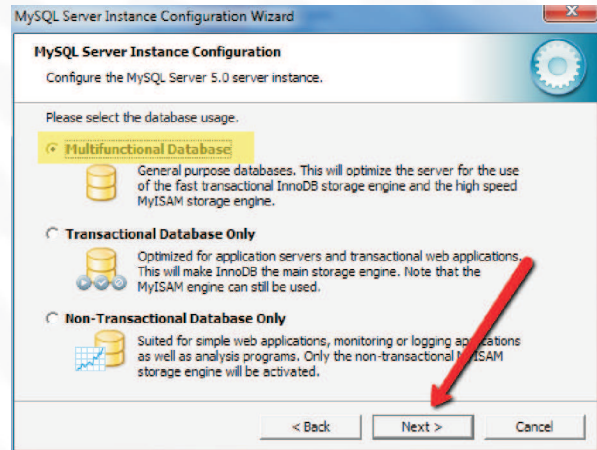 MySQL Server Instance Configuration Wizard
MySQL Server Instance Configuration
Configure the MySQL Server 5.0 server instance.
Please select the database usage.
Multifunctional Database
General purpose databases. This will optimize the server for the use
of the fast transactional InnoDB storage engine and the high speed
MyISAM storage engine.
Transactional Database Only
Optimized for application servers and transactional web applications.
This will make InnoDB the main storage engine. Note that the
MyISAM engine can still be used.
Non-Transactional Database Only
Suited for simple web applications, monitoring or logging applications
as well as analysis programs. Only the non-transactional MyISAM
storage engine will be activated.
< Back
Next >
Cancel